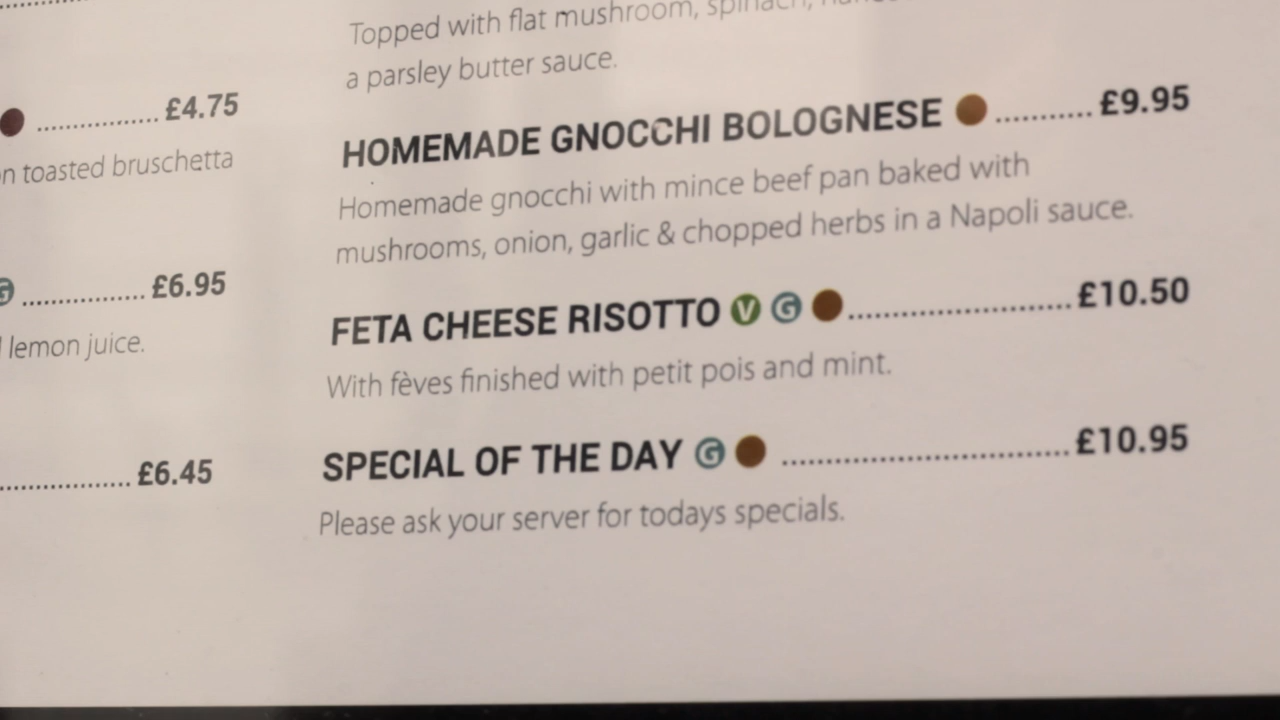 £4.75
n toasted bruschetta
G £6.95
lemon juice.
£6.45
Topped with flat mushroom, spinach,
a parsley butter sauce.
HOMEMADE GNOCCHI BOLOGNESE £9.95
Homemade gnocchi with mince beef pan baked with
mushrooms, onion, garlic & chopped herbs in a Napoli sauce.
FETA CHEESE RISOTTO V G £10.50
With fèves finished with petit pois and mint.
SPECIAL OF THE DAY G £10.95
Please ask your server for todays specials.